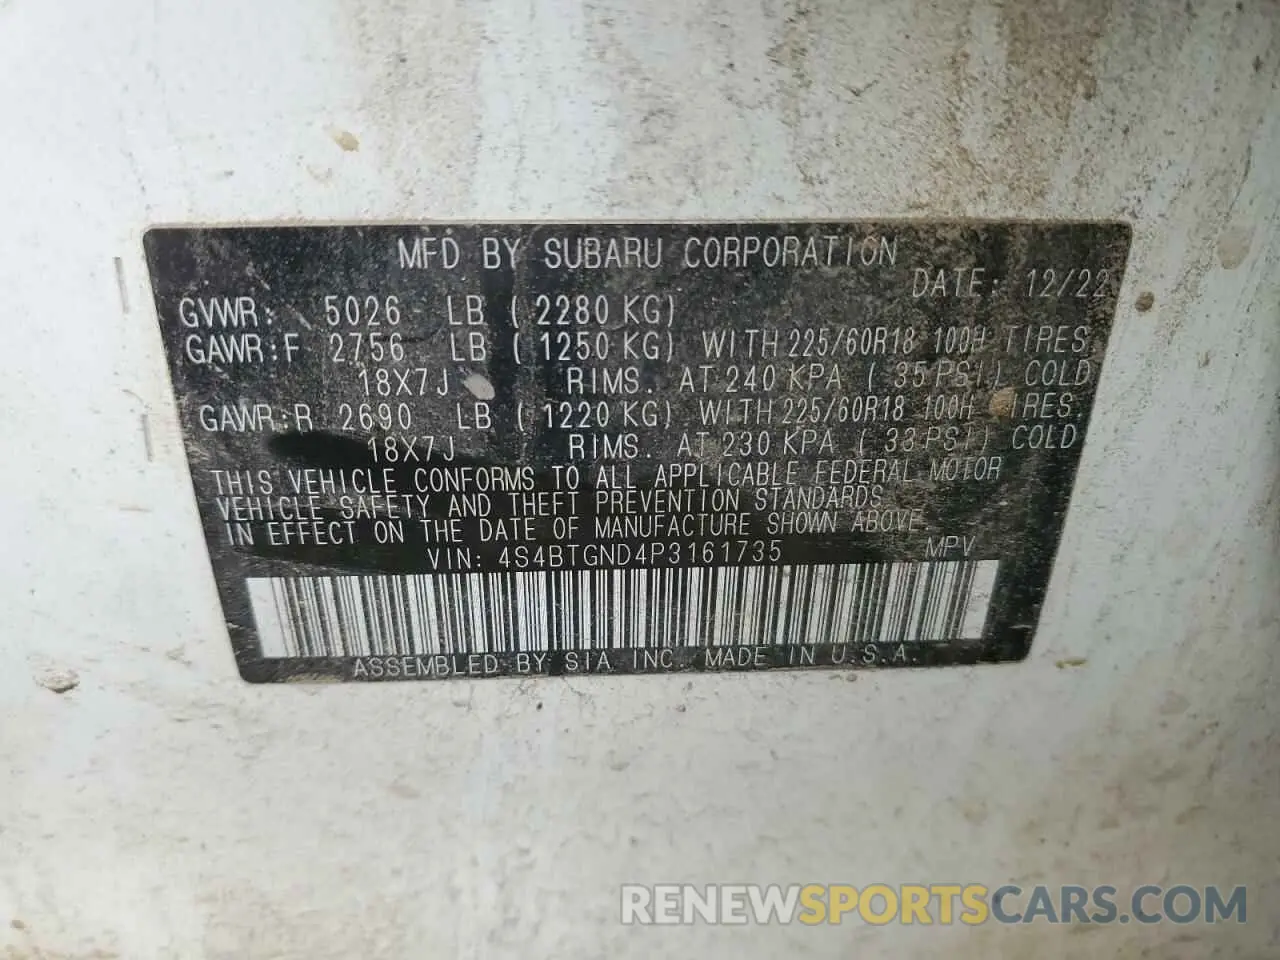 MFD BY SUBARU CORPORATION
DATE: 12/22
GVWR: 5026 LB ( 2280 KG)
GAWR:F 2756 LB ( 1250 KG) WITH 225/60R18 100H TIRES
18X7J RIMS. AT 240 KPA ( 35 PSI) COLD
GAWR:R 2690 LB ( 1220 KG) WITH 225/60R18 100H TIRES
18X7J RIMS. AT 230 KPA ( 33 PSI) COLD
THIS VEHICLE CONFORMS TO ALL APPLICABLE FEDERAL MOTOR
VEHICLE SAFETY AND THEFT PREVENTION STANDARDS
IN EFFECT ON THE DATE OF MANUFACTURE SHOWN ABOVE
VIN: 4S4BTGND4P3161735 MPV
ASSEMBLED BY SIA, INC. MADE IN U.S.A.
RENEWSPORTSCARS.COM